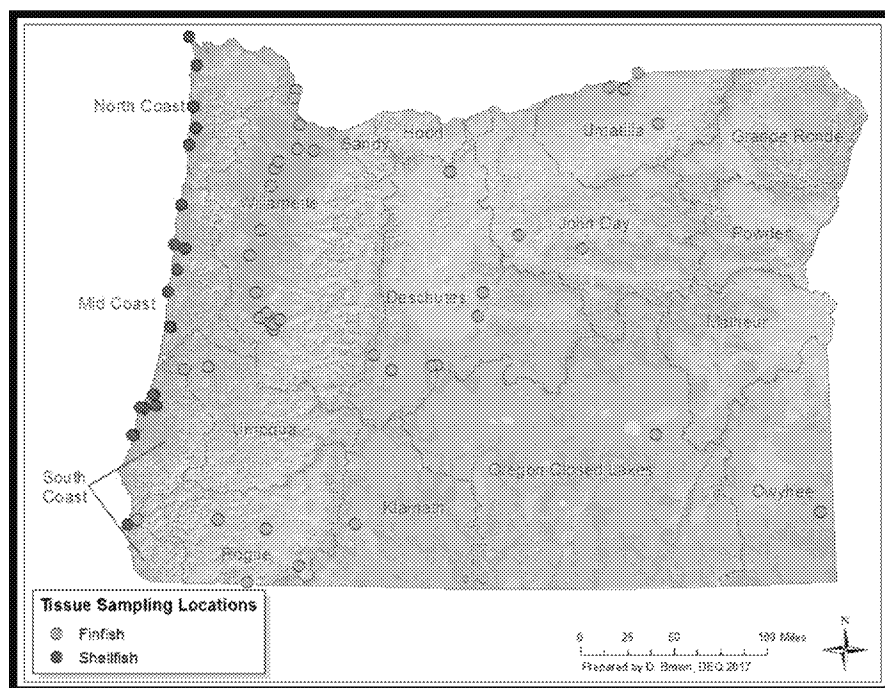 North Coast
Sandy
Hood
Umatilla
Grande Ronde
Willamette
John Day
Powder
Mid Coast
Deschutes
Malheur
Umpqua
South
Coast
Oregon Closed Lakes
Klamath
Owyhee
Rogue
Tissue Sampling Locations
Finfish
Shellfish
0 25 50 100 Miles
Prepared by D. Brown, DEQ 2017
N